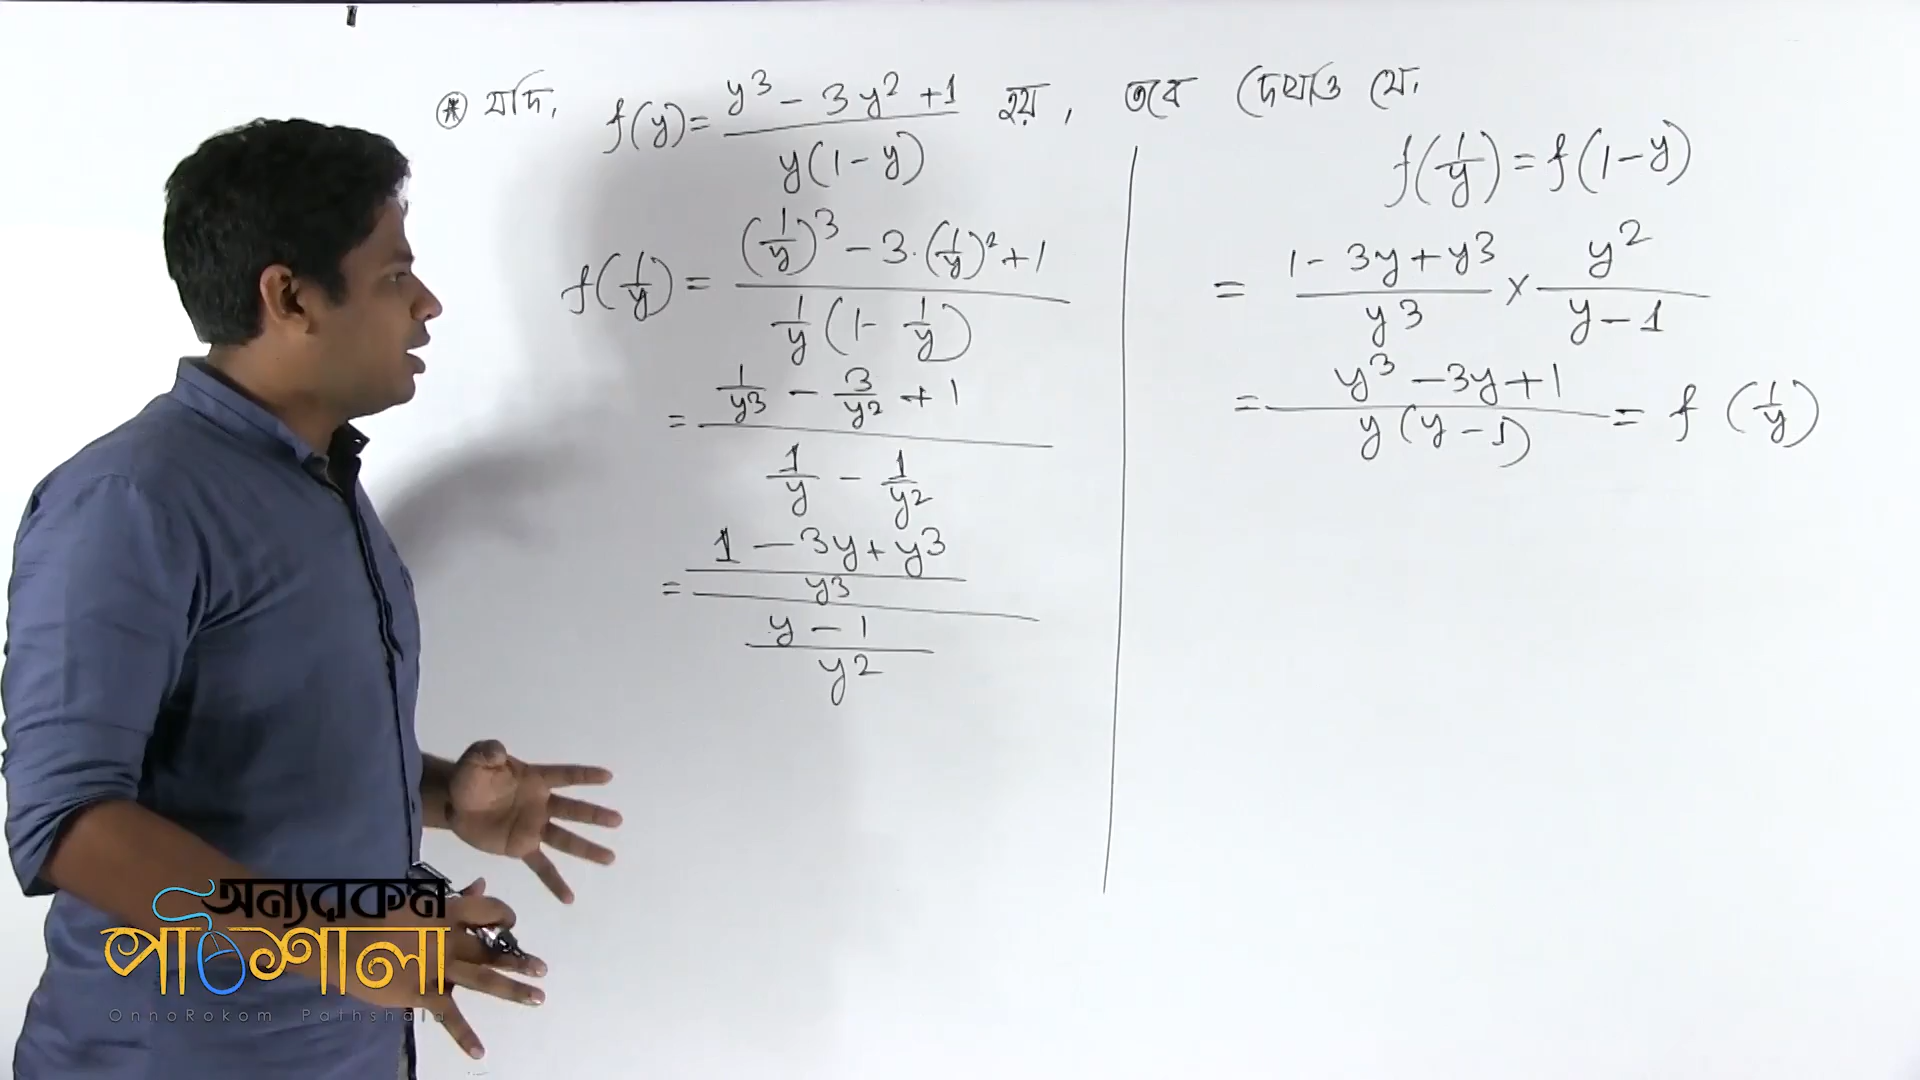 ⊛ যদি, f(y) = (y³ - 3y² + 1) / (y(1 - y)) হয়, তবে দেখাও যে,
f(1/y) = f(1 - y)
f(1/y) = ((1/y)³ - 3·(1/y)² + 1) / (1/y (1 - 1/y))
= (1/y³ - 3/y² + 1) / (1/y - 1/y²)
= ((1 - 3y + y³) / y³) / ((y - 1) / y²)
= (1 - 3y + y³) / y³ × y² / (y - 1)
= (y³ - 3y + 1) / (y(y - 1)) = f(1/y)
অন্যরকম
পাঠশালা
OnnoRokom Pathshala